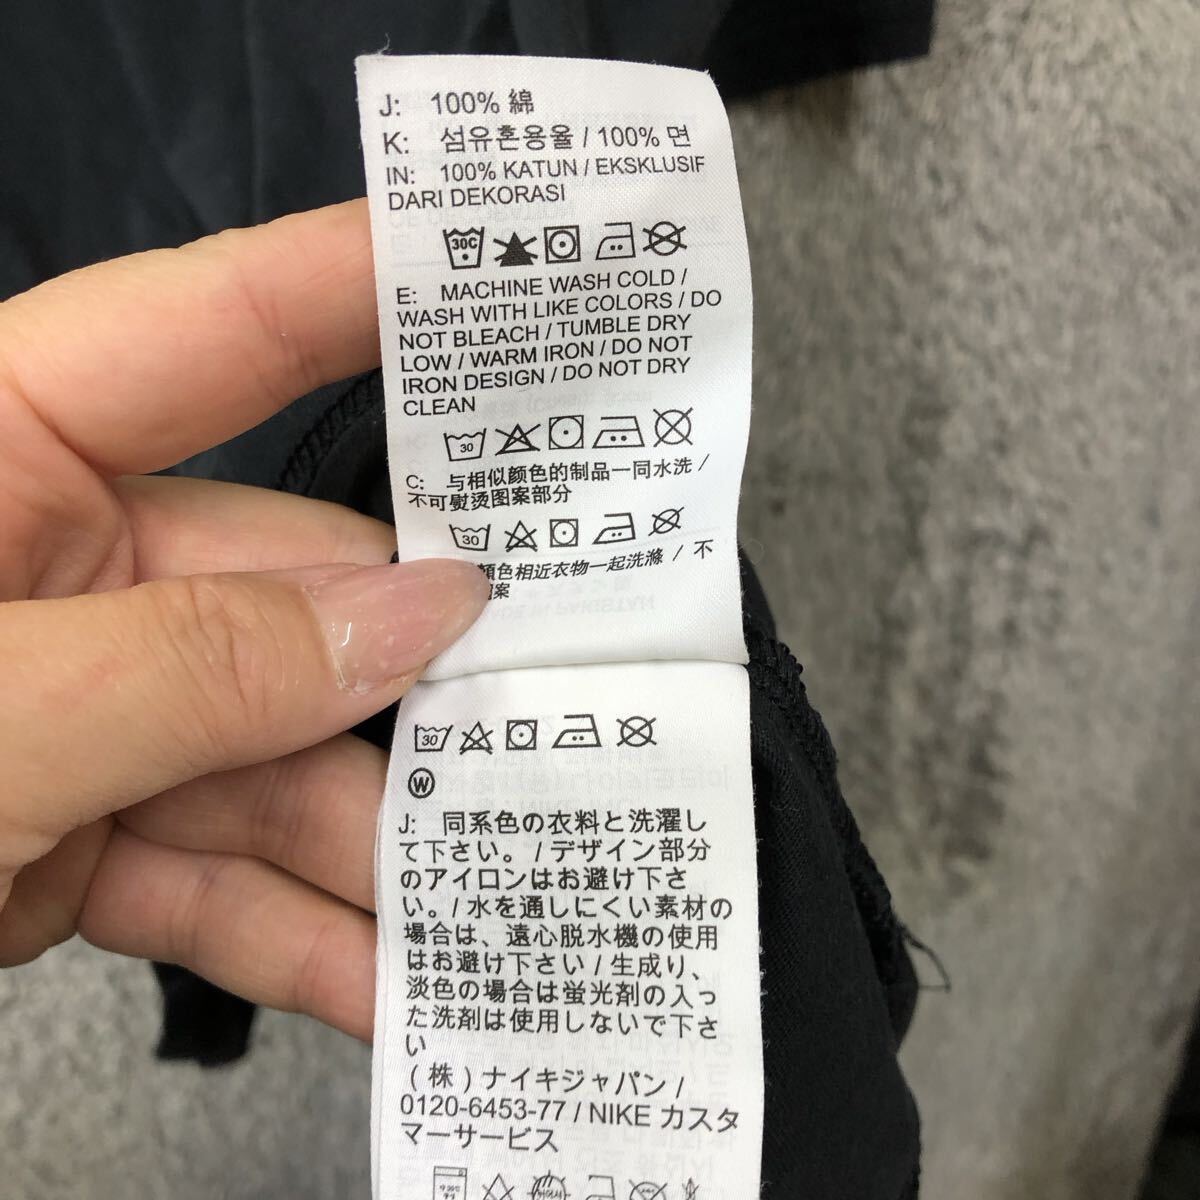 J: 100% 綿
K: 섬유혼용율 / 100% 면
IN: 100% KATUN / EKSKLUSIF
DARI DEKORASI
30C
E: MACHINE WASH COLD /
WASH WITH LIKE COLORS / DO
NOT BLEACH / TUMBLE DRY
LOW / WARM IRON / DO NOT
IRON DESIGN / DO NOT DRY
CLEAN
30
C: 与相似颜色的制品一同水洗 /
不可熨烫图案部分
30
顏色相近衣物一起洗滌 / 不
圖案
30
W
J: 同系色の衣料と洗濯し
て下さい。/ デザイン部分
のアイロンはお避け下さ
い。/ 水を通しにくい素材の
場合は、遠心脱水機の使用
はお避け下さい / 生成り、
淡色の場合は蛍光剤の入っ
た洗剤は使用しないで下さ
い
(株) ナイキジャパン /
0120-6453-77 / NIKE カスタ
マーサービス